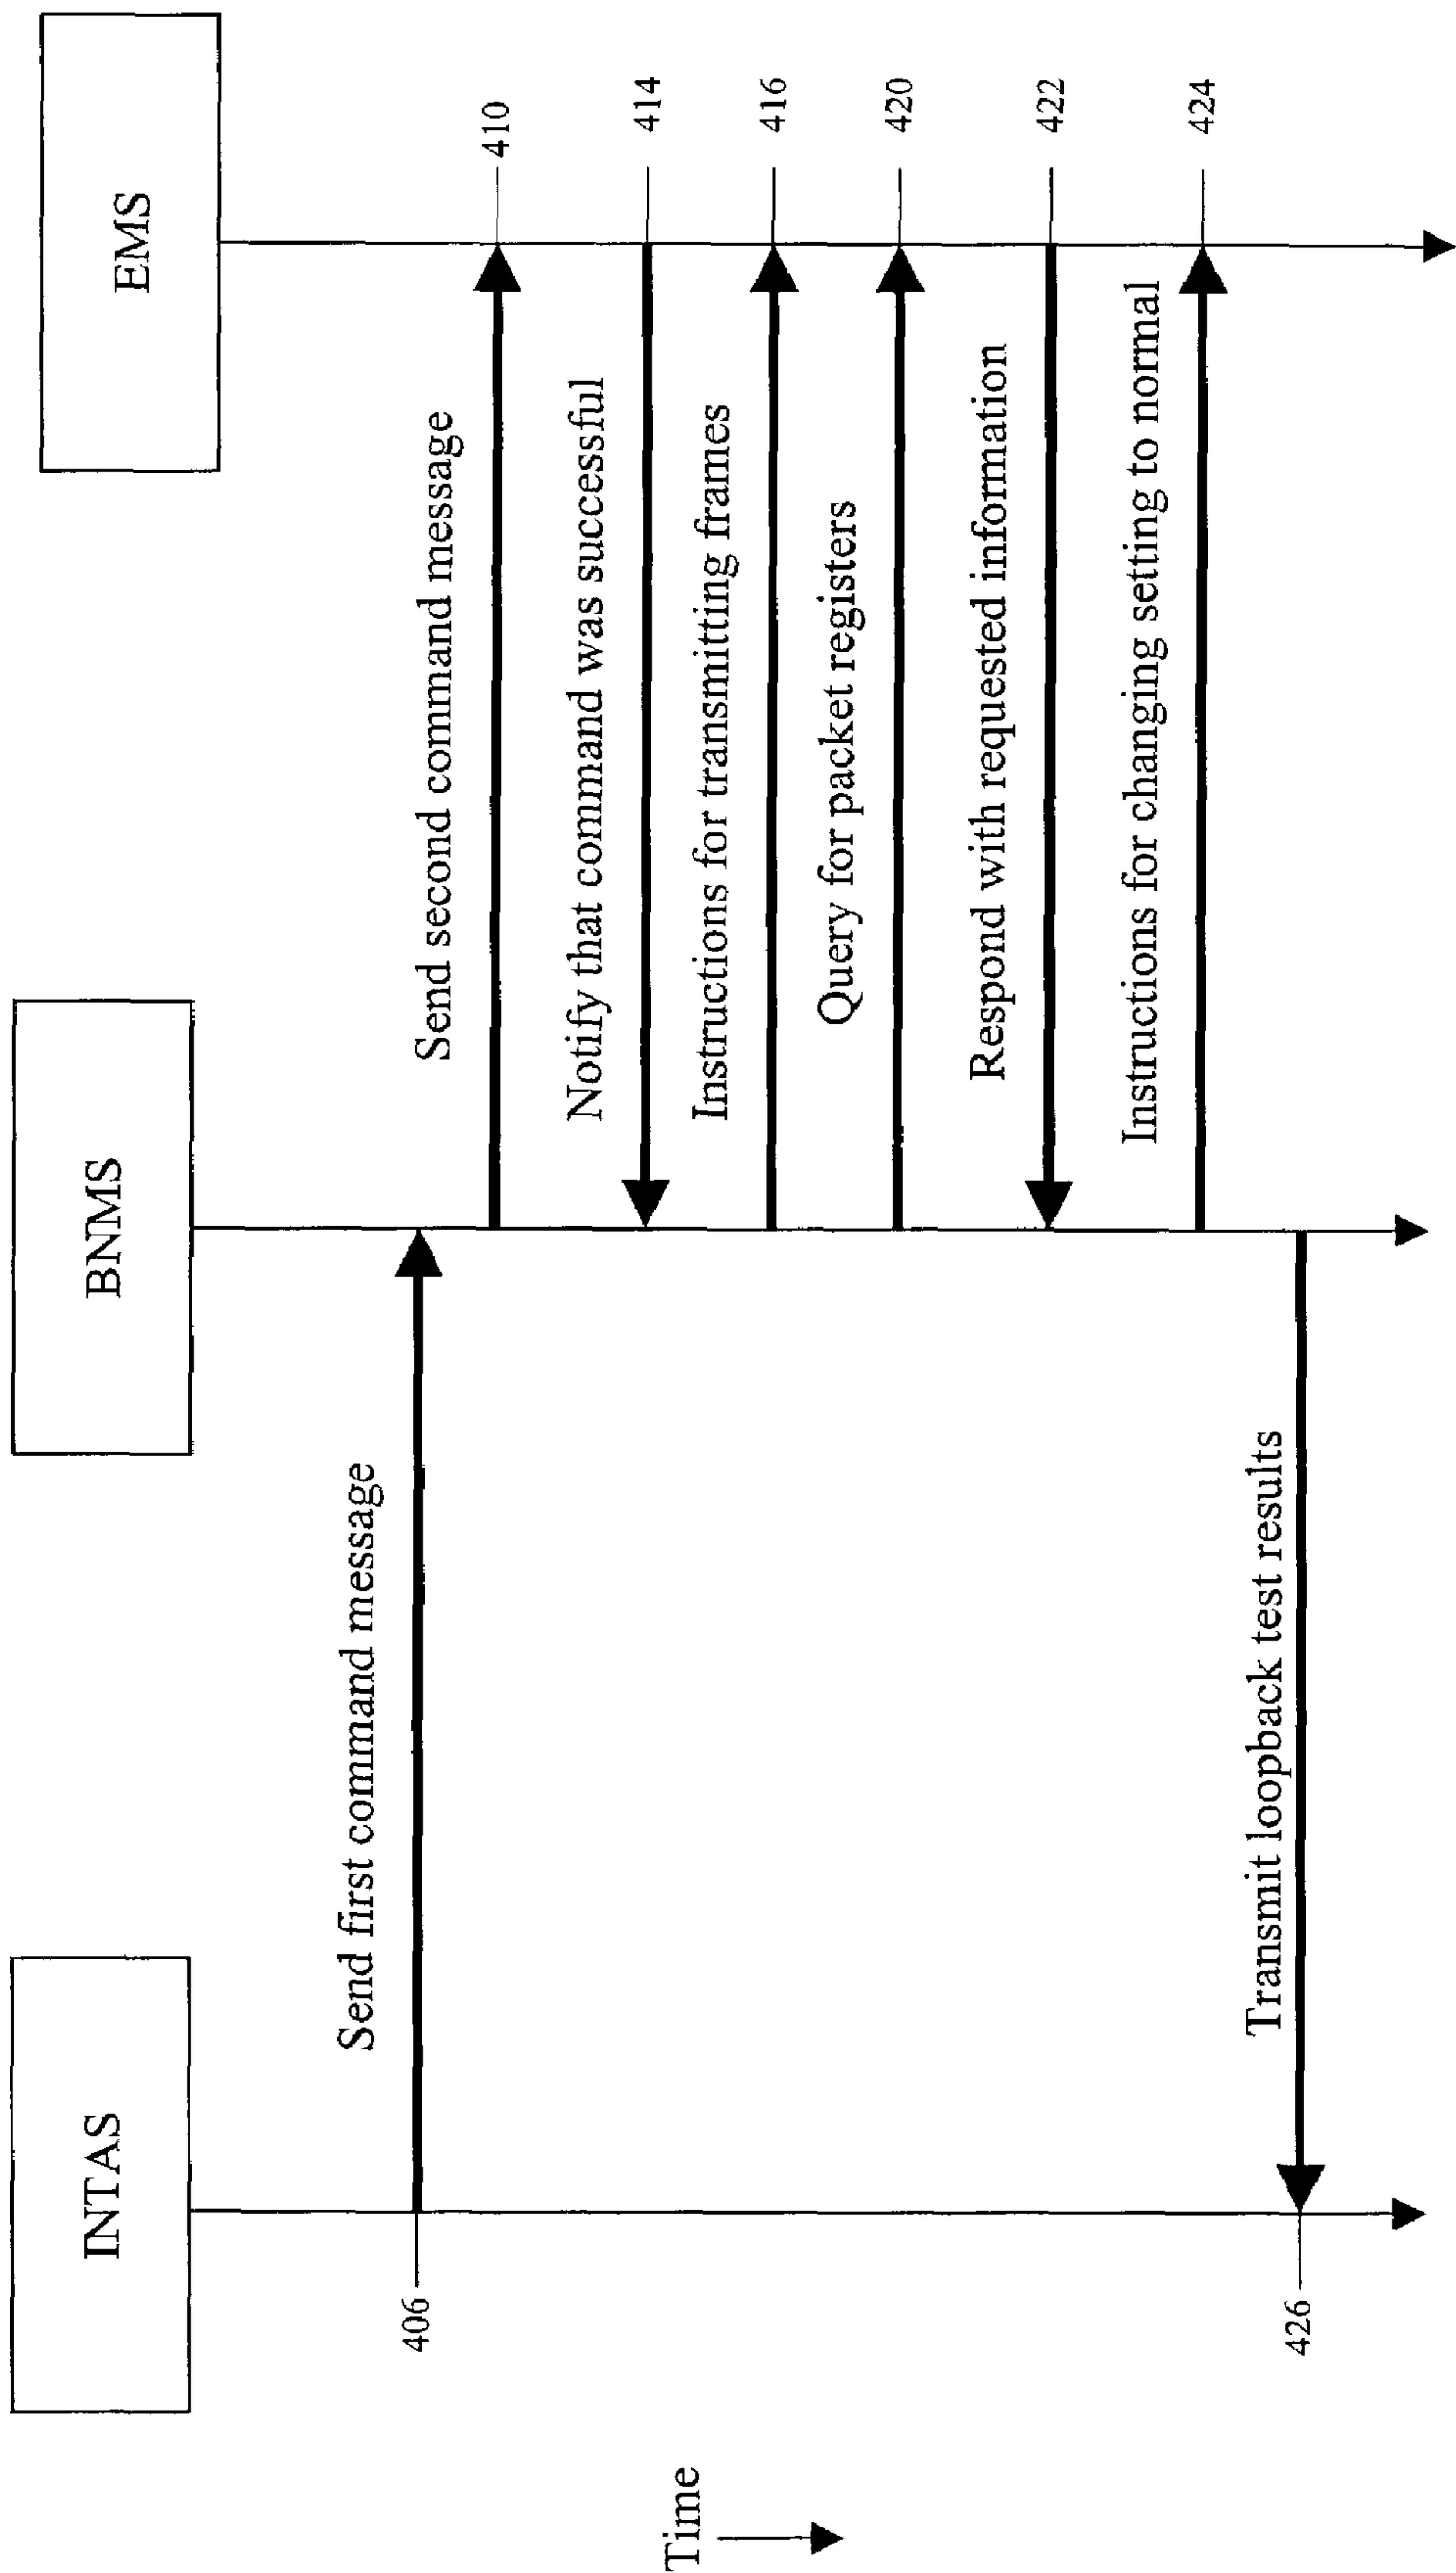 INTAS
BNMS
EMS
Time
406
Send first command message
Send second command message
410
Notify that command was successful
414
Instructions for transmitting frames
416
Query for packet registers
420
Respond with requested information
422
Instructions for changing setting to normal
424
426
Transmit loopback test results